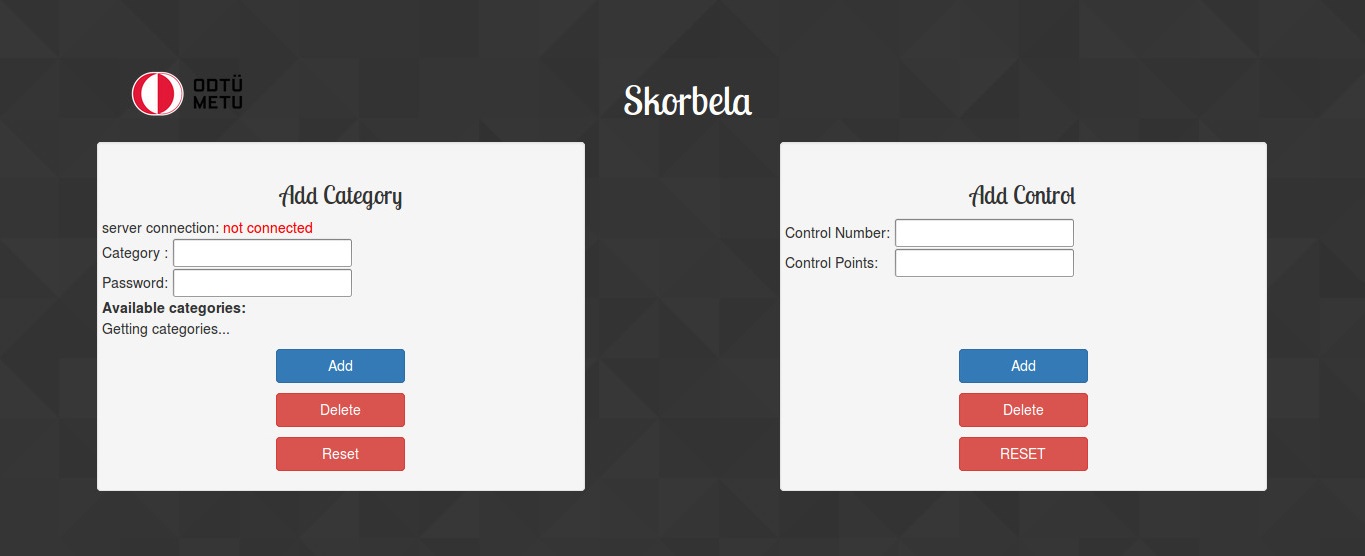 ODTÜ
METU
Skorbela
Add Category
server connection: not connected
Category :
Password:
Available categories:
Getting categories...
Add
Delete
Reset
Add Control
Control Number:
Control Points:
Add
Delete
RESET